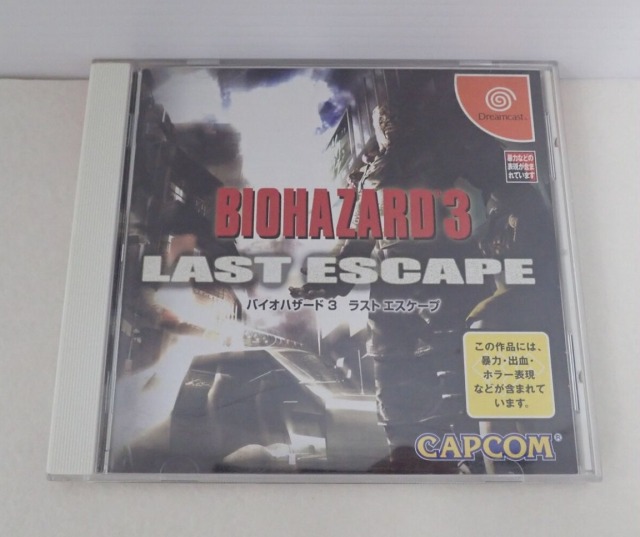 Dreamcast.
暴力などの
表現が含ま
れています
BIOHAZARD® 3
LAST ESCAPE
バイオハザード3 ラスト エスケープ
この作品には、
暴力・出血・
ホラー表現
などが含まれて
います。
CAPCOM®